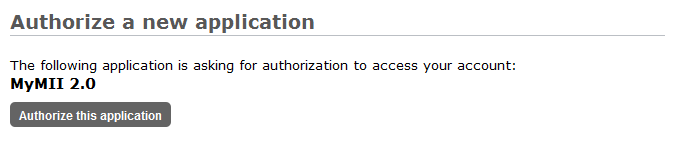 Authorize a new application
The following application is asking for authorization to access your account:
MyMII 2.0
Authorize this application